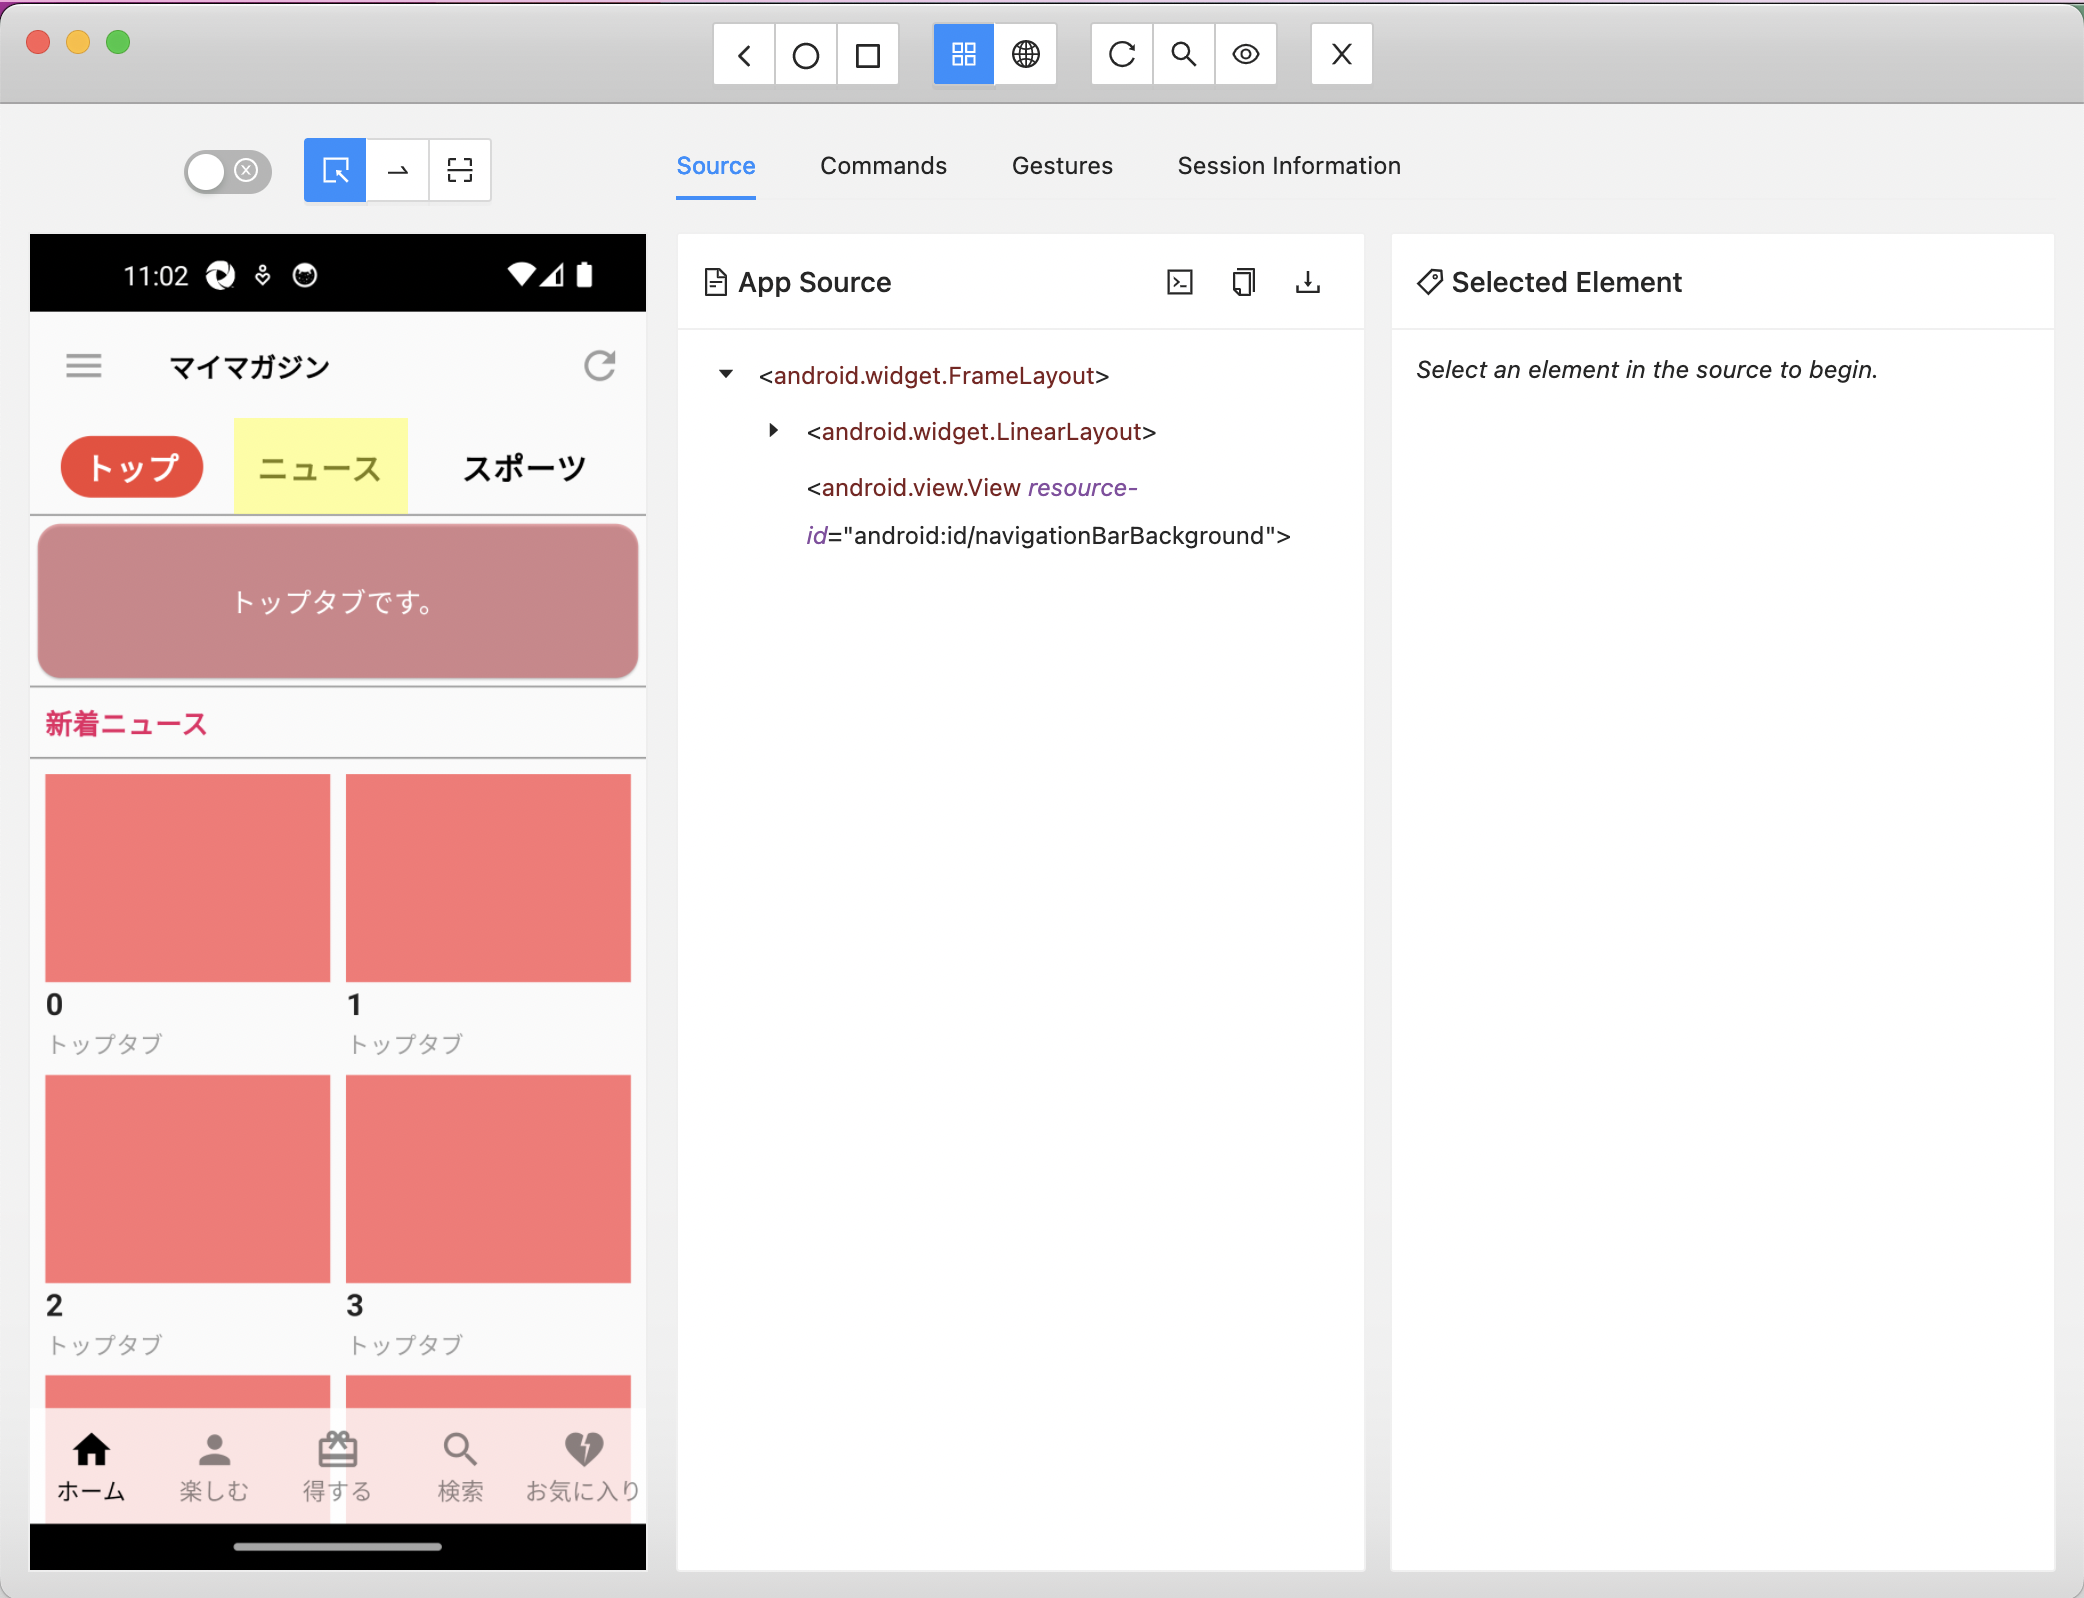 Source Commands Gestures Session Information
11:02
マイマガジン
トップ ニュース スポーツ
トップタブです。
新着ニュース
0 1
トップタブ トップタブ
2 3
トップタブ トップタブ
ホーム 楽しむ 得する 検索 お気に入り
App Source
<android.widget.FrameLayout>
<android.widget.LinearLayout>
<android.view.View resource-
id="android:id/navigationBarBackground">
Selected Element
Select an element in the source to begin.